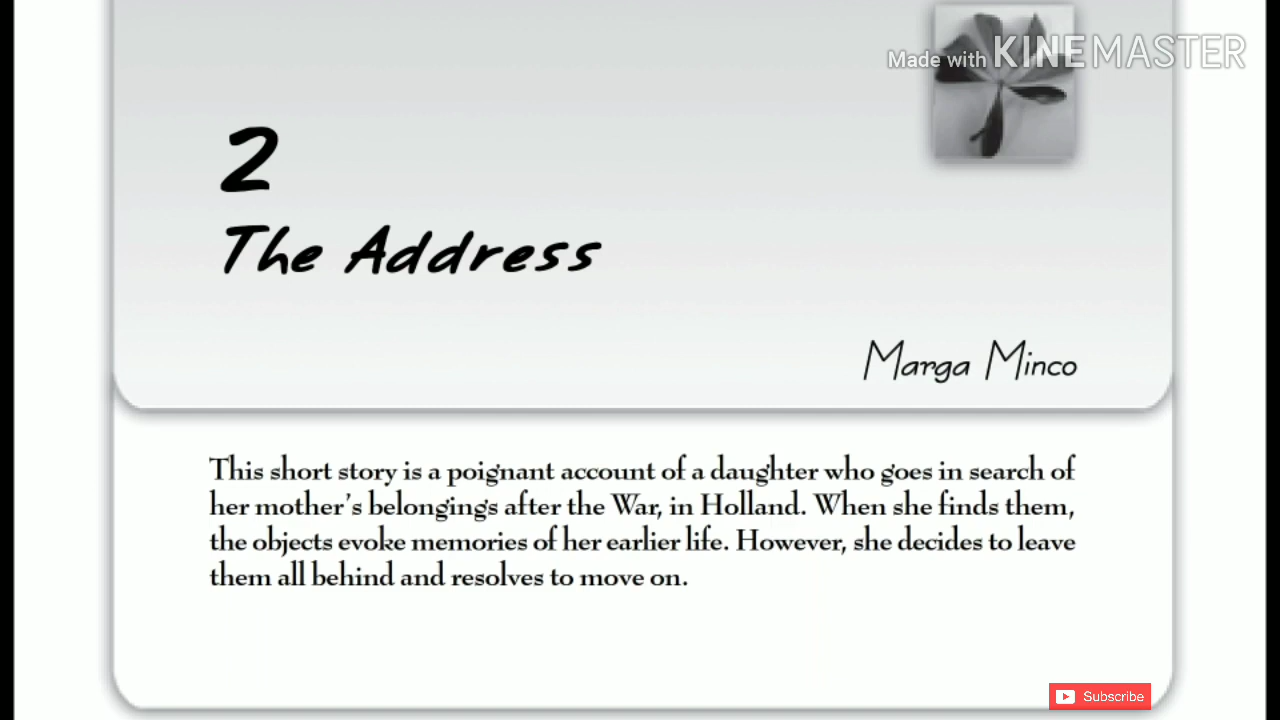 Made with KINEMASTER
2
The Address
Marga Minco
This short story is a poignant account of a daughter who goes in search of
her mother's belongings after the War, in Holland. When she finds them,
the objects evoke memories of her earlier life. However, she decides to leave
them all behind and resolves to move on.
Subscribe